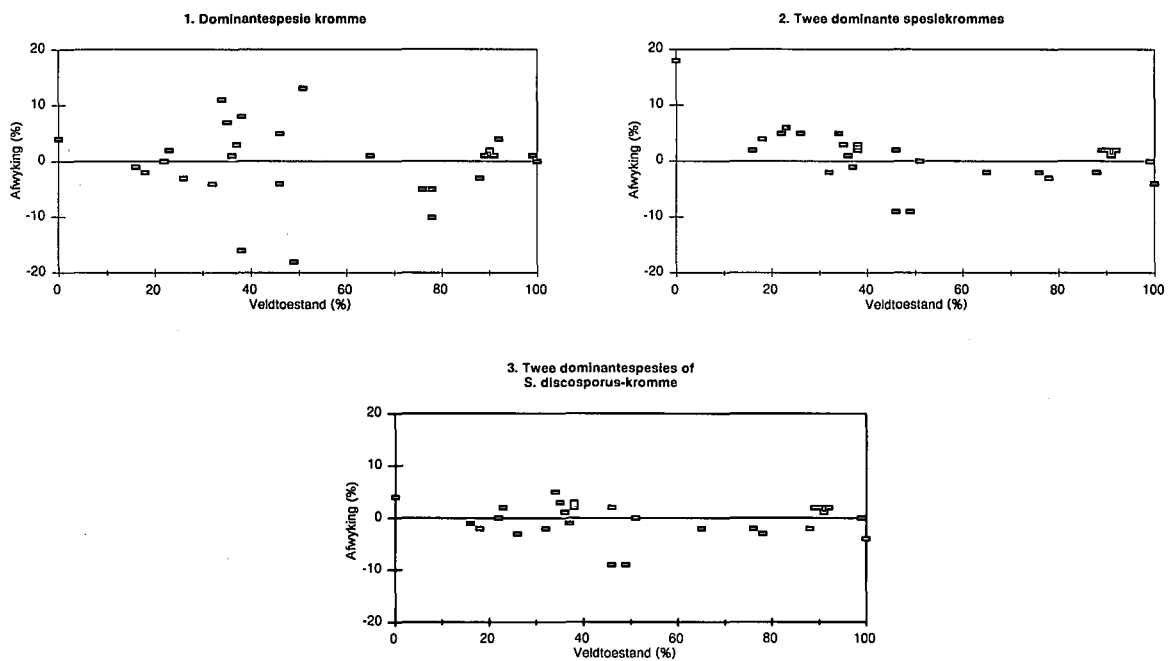 1. Dominantespesie kromme
20
10
0
-10
-20
Afwyking (%)
0 20 40 60 80 100
Veldtoestand (%)
2. Twee dominante spesiekrommes
20
10
0
-10
-20
Afwyking (%)
0 20 40 60 80 100
Veldtoestand (%)
3. Twee dominantespesies of
S. discosporus-kromme
20
10
0
-10
-20
Afwyking (%)
0 20 40 60 80 100
Veldtoestand (%)